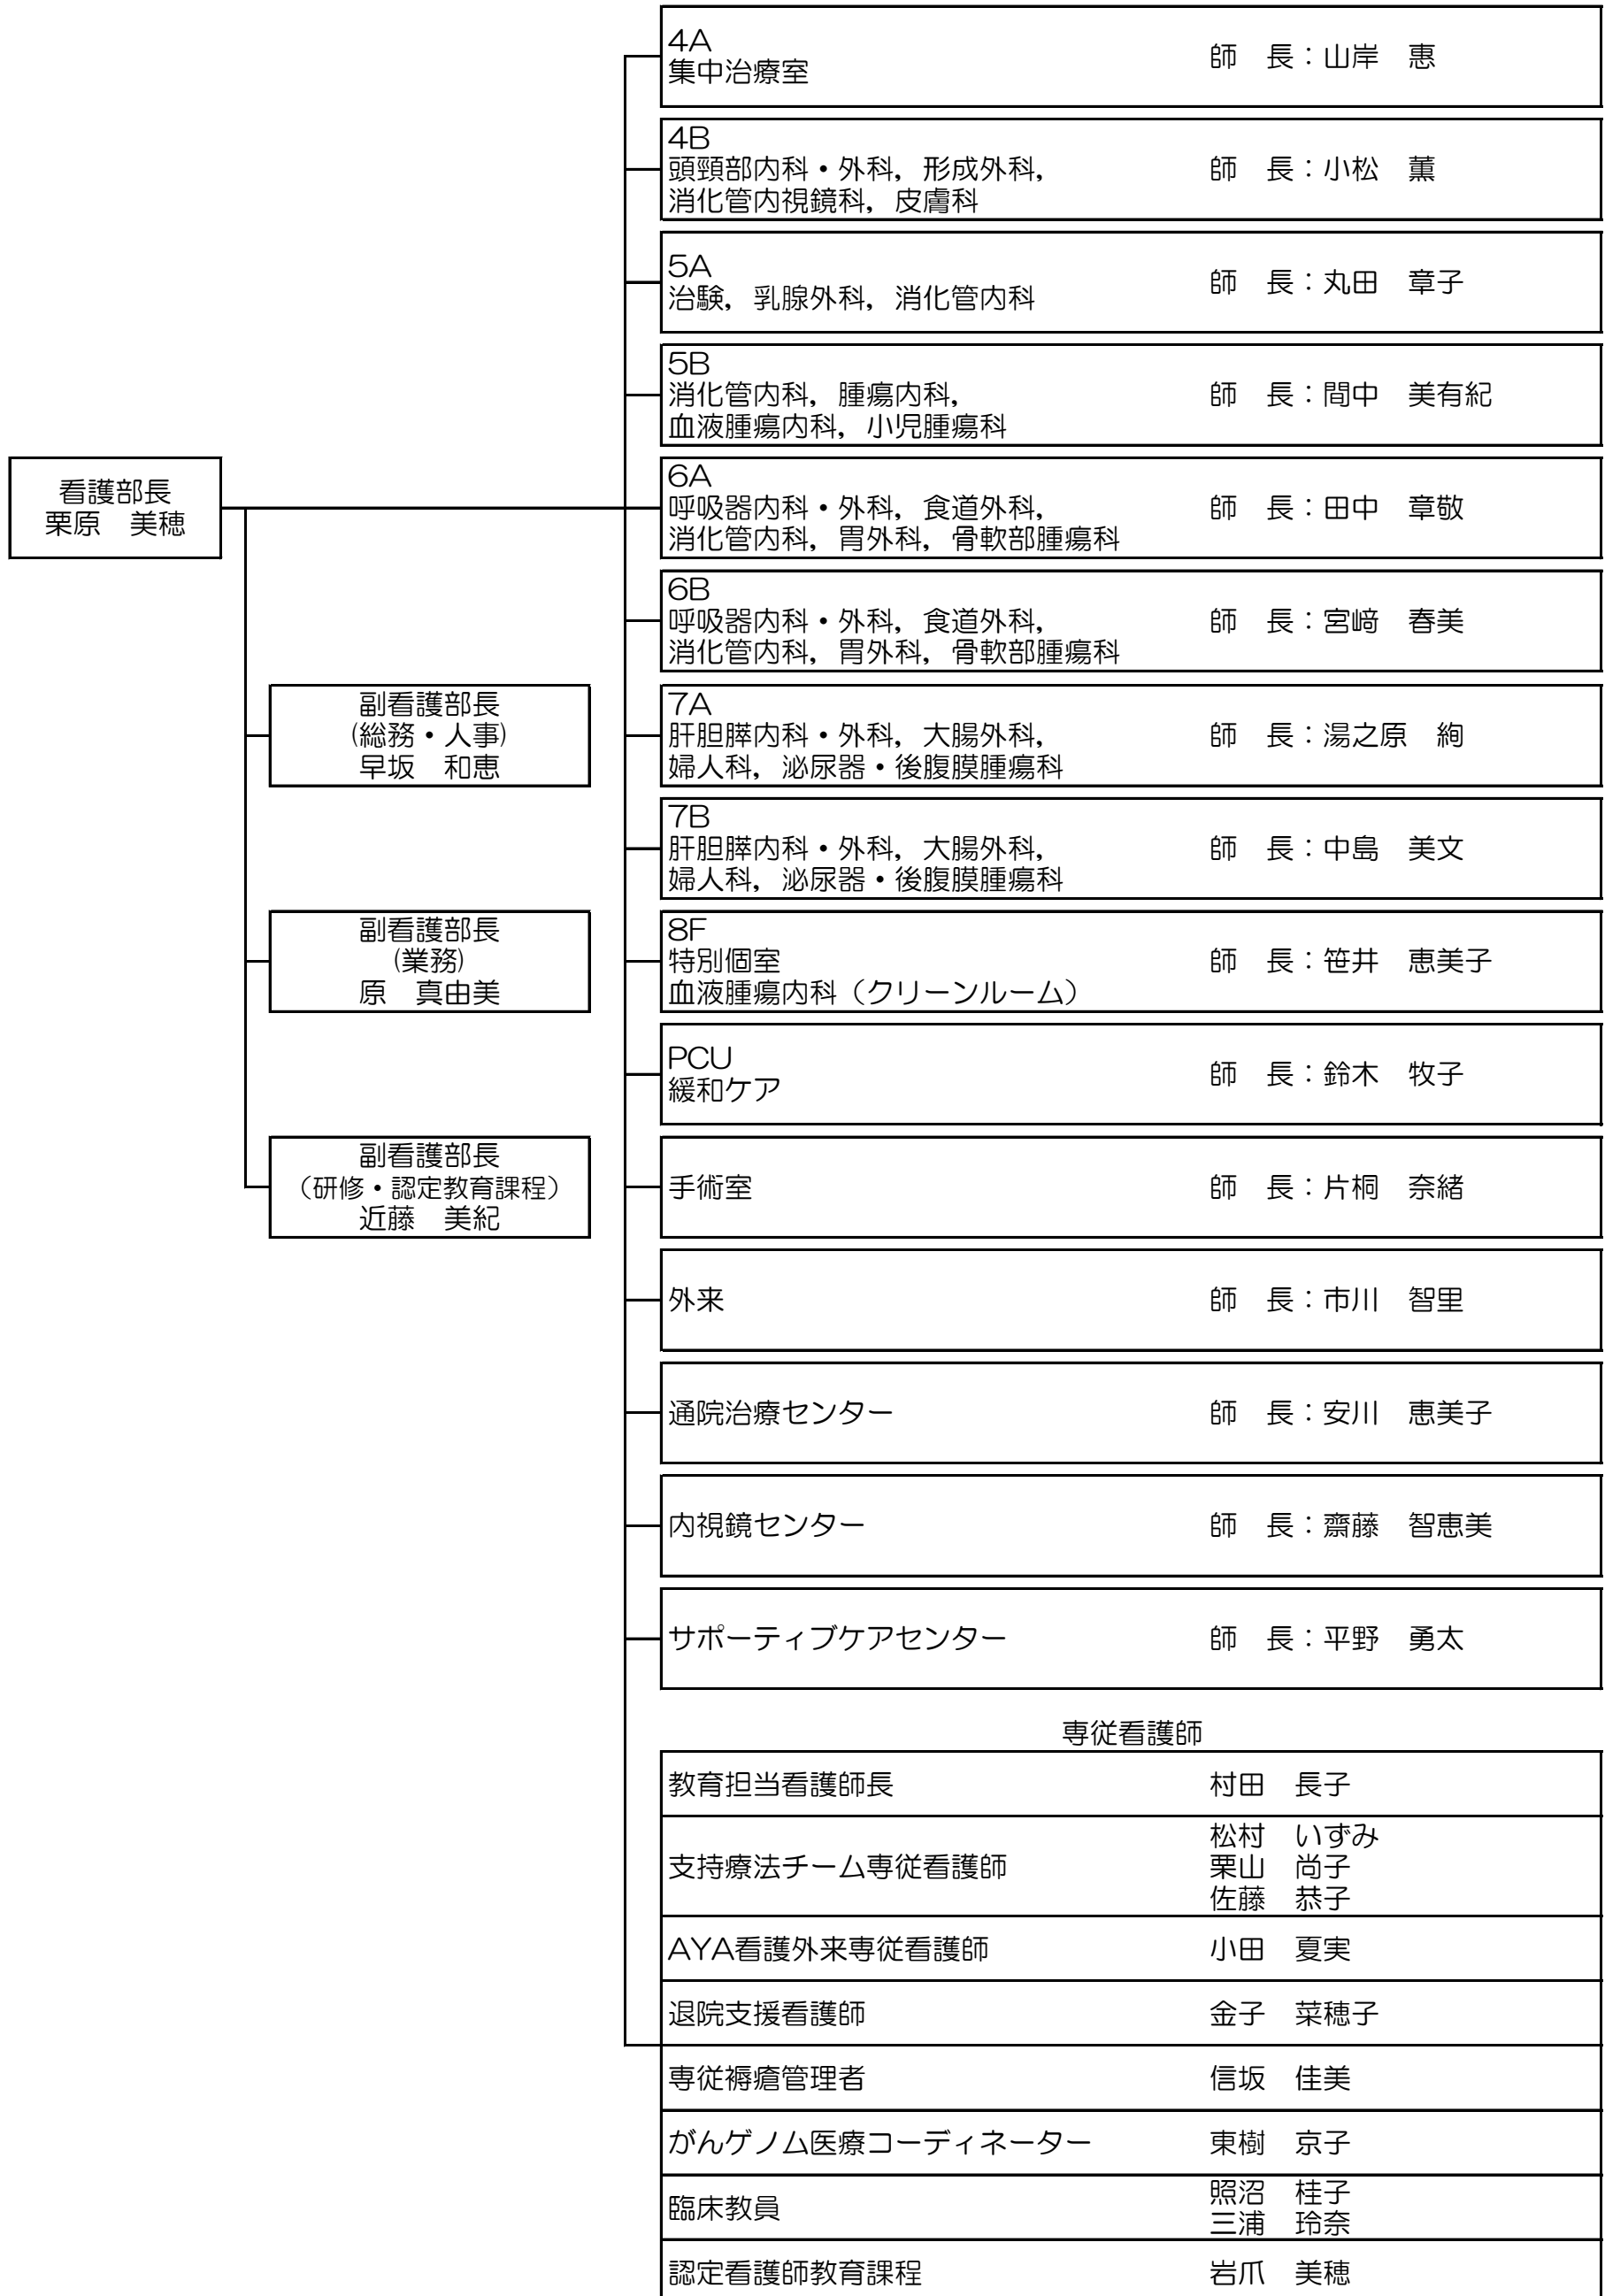 看護部長
栗原　美穂
副看護部長
(総務・人事)
早坂　和恵
副看護部長
(業務)
原　真由美
副看護部長
（研修・認定教育課程）
近藤　美紀
4A
集中治療室
師　長：山岸　恵
4B
頭頸部内科・外科，形成外科，
消化管内視鏡科，皮膚科
師　長：小松　薫
5A
治験，乳腺外科，消化管内科
師　長：丸田　章子
5B
消化管内科，腫瘍内科，
血液腫瘍内科，小児腫瘍科
師　長：間中　美有紀
6A
呼吸器内科・外科，食道外科，
消化管内科，胃外科，骨軟部腫瘍科
師　長：田中　章敬
6B
呼吸器内科・外科，食道外科，
消化管内科，胃外科，骨軟部腫瘍科
師　長：宮﨑　春美
7A
肝胆膵内科・外科，大腸外科，
婦人科，泌尿器・後腹膜腫瘍科
師　長：湯之原　絢
7B
肝胆膵内科・外科，大腸外科，
婦人科，泌尿器・後腹膜腫瘍科
師　長：中島　美文
8F
特別個室
血液腫瘍内科（クリーンルーム）
師　長：笹井　恵美子
PCU
緩和ケア
師　長：鈴木　牧子
手術室
師　長：片桐　奈緒
外来
師　長：市川　智里
通院治療センター
師　長：安川　恵美子
内視鏡センター
師　長：齋藤　智恵美
サポーティブケアセンター
師　長：平野　勇太
専従看護師
教育担当看護師長
村田　長子
支持療法チーム専従看護師
松村　いずみ
栗山　尚子
佐藤　恭子
AYA看護外来専従看護師
小田　夏実
退院支援看護師
金子　菜穂子
専従褥瘡管理者
信坂　佳美
がんゲノム医療コーディネーター
東樹　京子
臨床教員
照沼　桂子
三浦　玲奈
認定看護師教育課程
岩爪　美穂